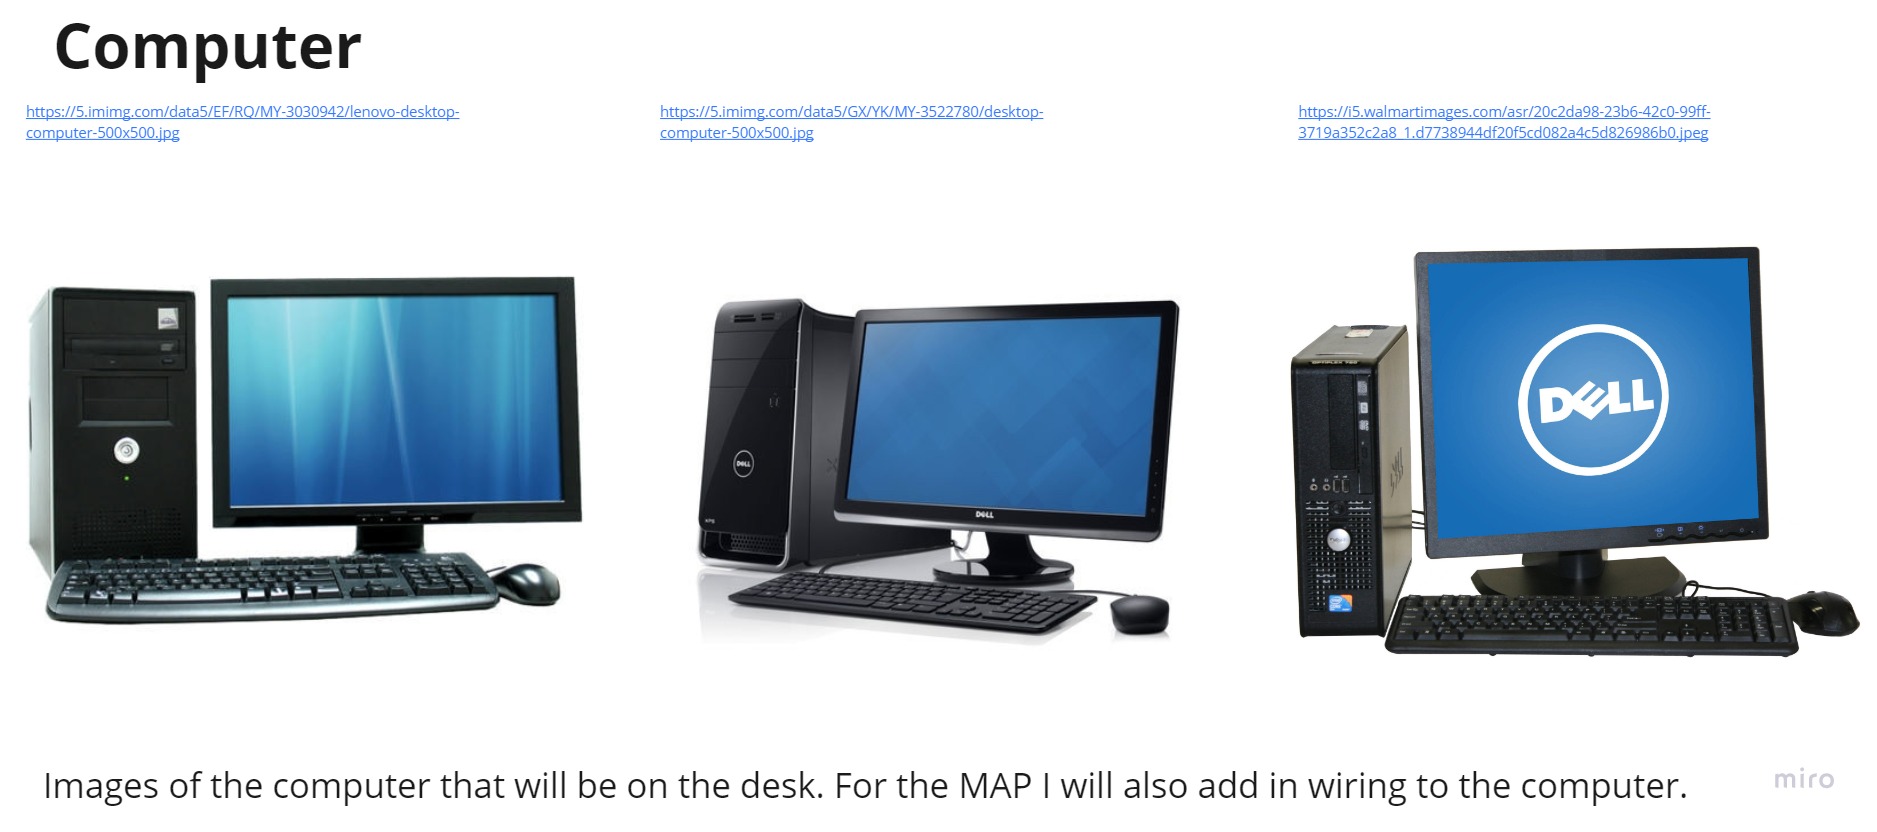 Computer
https://5.imimg.com/data5/EF/RQ/MY-3030942/lenovo-desktop-
computer-500x500.jpg
https://5.imimg.com/data5/GX/YK/MY-3522780/desktop-
computer-500x500.jpg
https://i5.walmartimages.com/asr/20c2da98-23b6-42c0-99ff-
3719a352c2a8_1.d7738944df20f5cd082a4c5d826986b0.jpeg
DELL
XPS
DELL
DELL
Images of the computer that will be on the desk. For the MAP I will also add in wiring to the computer.
miro